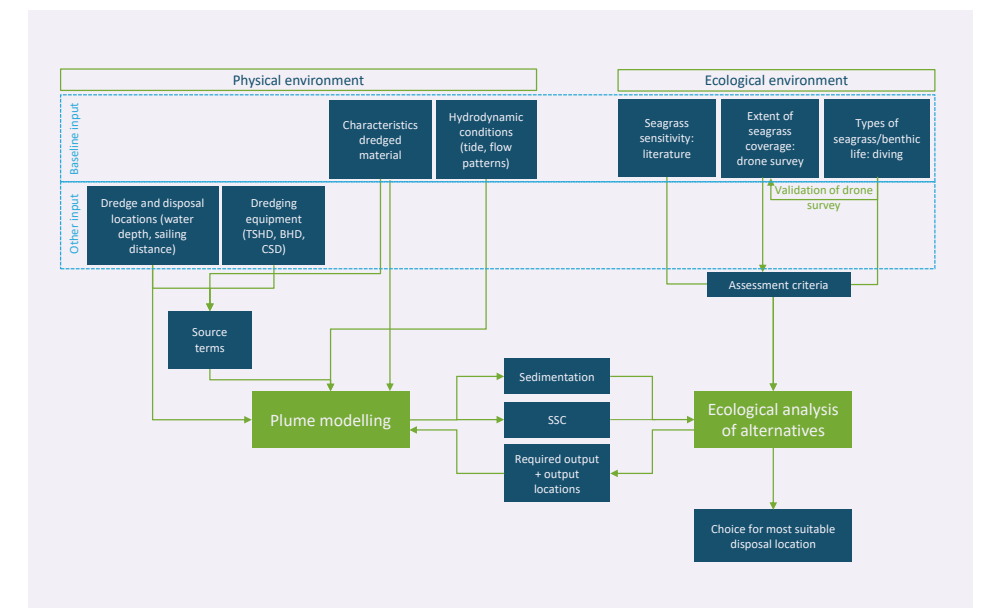 Physical environment
Ecological environment
Baseline input
Characteristics
dredged
material
Hydrodynamic
conditions
(tide, flow
patterns)
Seagrass
sensitivity:
literature
Extent of
seagrass
coverage:
drone survey
Types of
seagrass/benthic
life: diving
Other input
Dredge and disposal
locations (water
depth, sailing
distance)
Dredging
equipment
(TSHD, BHD,
CSD)
Validation of drone
survey
Assessment criteria
Source
terms
Plume modelling
Sedimentation
SSC
Required output
+ output
locations
Ecological analysis
of alternatives
Choice for most suitable
disposal location